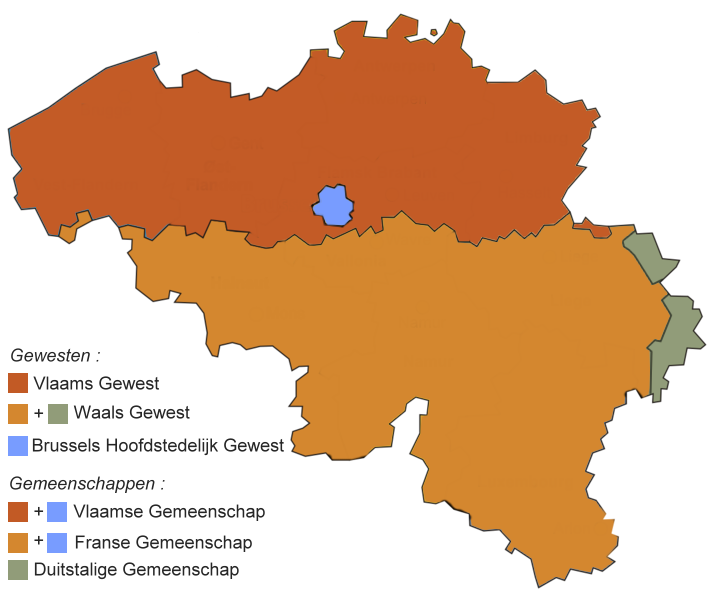 Gewesten :
Vlaams Gewest
+ Waals Gewest
Brussels Hoofdstedelijk Gewest
Gemeenschappen :
+ Vlaamse Gemeenschap
+ Franse Gemeenschap
Duitstalige Gemeenschap